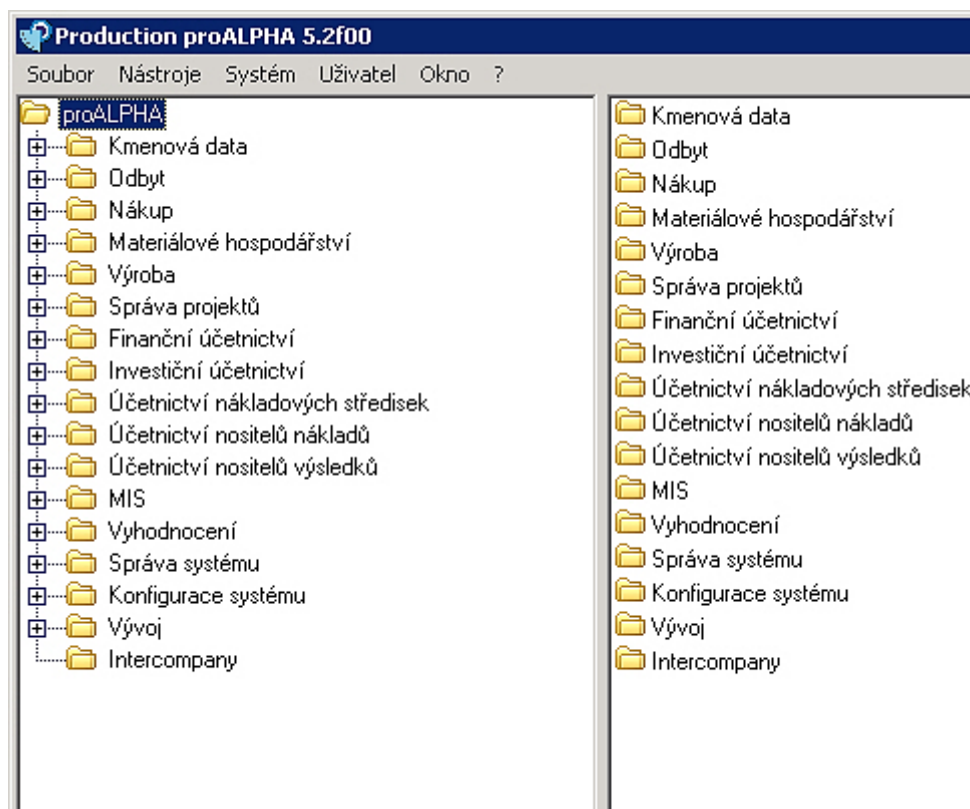 Production proALPHA 5.2f00
Soubor Nástroje Systém Uživatel Okno ?
proALPHA
Kmenová data
Odbyt
Nákup
Materiálové hospodářství
Výroba
Správa projektů
Finanční účetnictví
Investiční účetnictví
Účetnictví nákladových středisek
Účetnictví nositelů nákladů
Účetnictví nositelů výsledků
MIS
Vyhodnocení
Správa systému
Konfigurace systému
Vývoj
Intercompany
Kmenová data
Odbyt
Nákup
Materiálové hospodářství
Výroba
Správa projektů
Finanční účetnictví
Investiční účetnictví
Účetnictví nákladových středisek
Účetnictví nositelů nákladů
Účetnictví nositelů výsledků
MIS
Vyhodnocení
Správa systému
Konfigurace systému
Vývoj
Intercompany